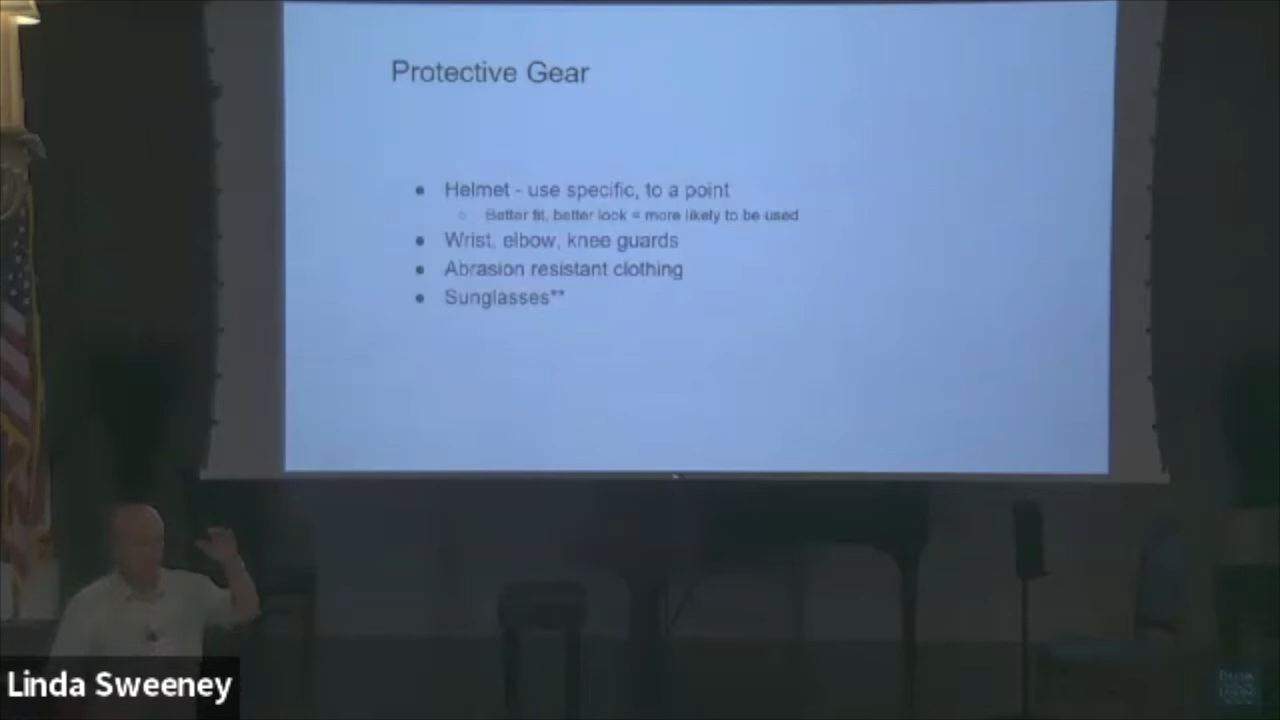 Protective Gear
● Helmet - use specific, to a point
○ Better fit, better look = more likely to be used
● Wrist, elbow, knee guards
● Abrasion resistant clothing
● Sunglasses**
Linda Sweeney